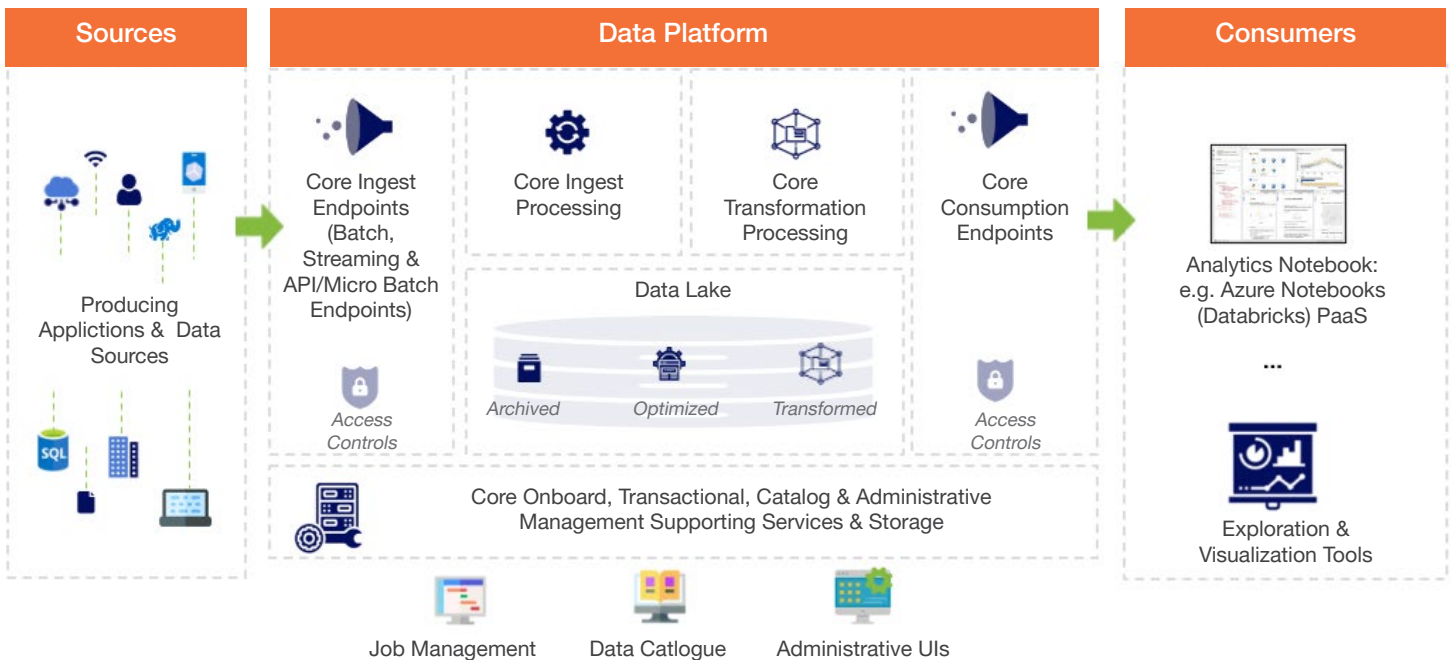 Sources
Data Platform
Consumers
Producing
Applictions & Data
Sources
SQL
Core Ingest
Endpoints
(Batch,
Streaming &
API/Micro Batch
Endpoints)
Access
Controls
Core Ingest
Processing
Core
Transformation
Processing
Core
Consumption
Endpoints
Access
Controls
Data Lake
Archived
Optimized
Transformed
Core Onboard, Transactional, Catalog & Administrative
Management Supporting Services & Storage
Analytics Notebook:
e.g. Azure Notebooks
(Databricks) PaaS
...
Exploration &
Visualization Tools
Job Management
Data Catlogue
Administrative UIs